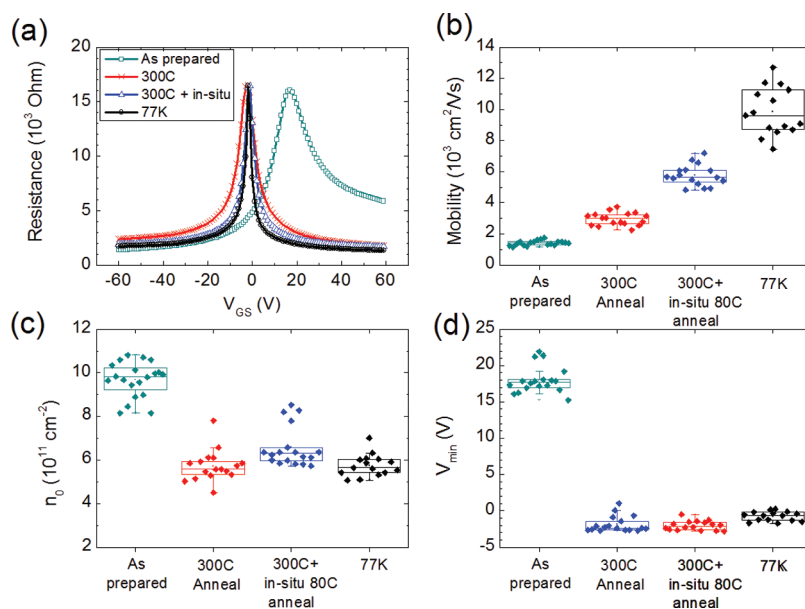 (a)
As prepared
300C
300C + in-situ
77K
Resistance (10³ Ohm)
20
15
10
5
0
-60 -40 -20 0 20 40 60
V_GS (V)
(b)
Mobility (10³ cm²/Vs)
14
12
10
8
6
4
2
0
As prepared
300C Anneal
300C+ in-situ 80C anneal
77K
(c)
n₀ (10¹¹ cm⁻²)
12
10
8
6
4
2
As prepared
300C Anneal
300C+ in-situ 80C anneal
77K
(d)
V_min (V)
25
20
15
10
5
0
-5
As prepared
300C Anneal
300C+ in-situ 80C anneal
77K